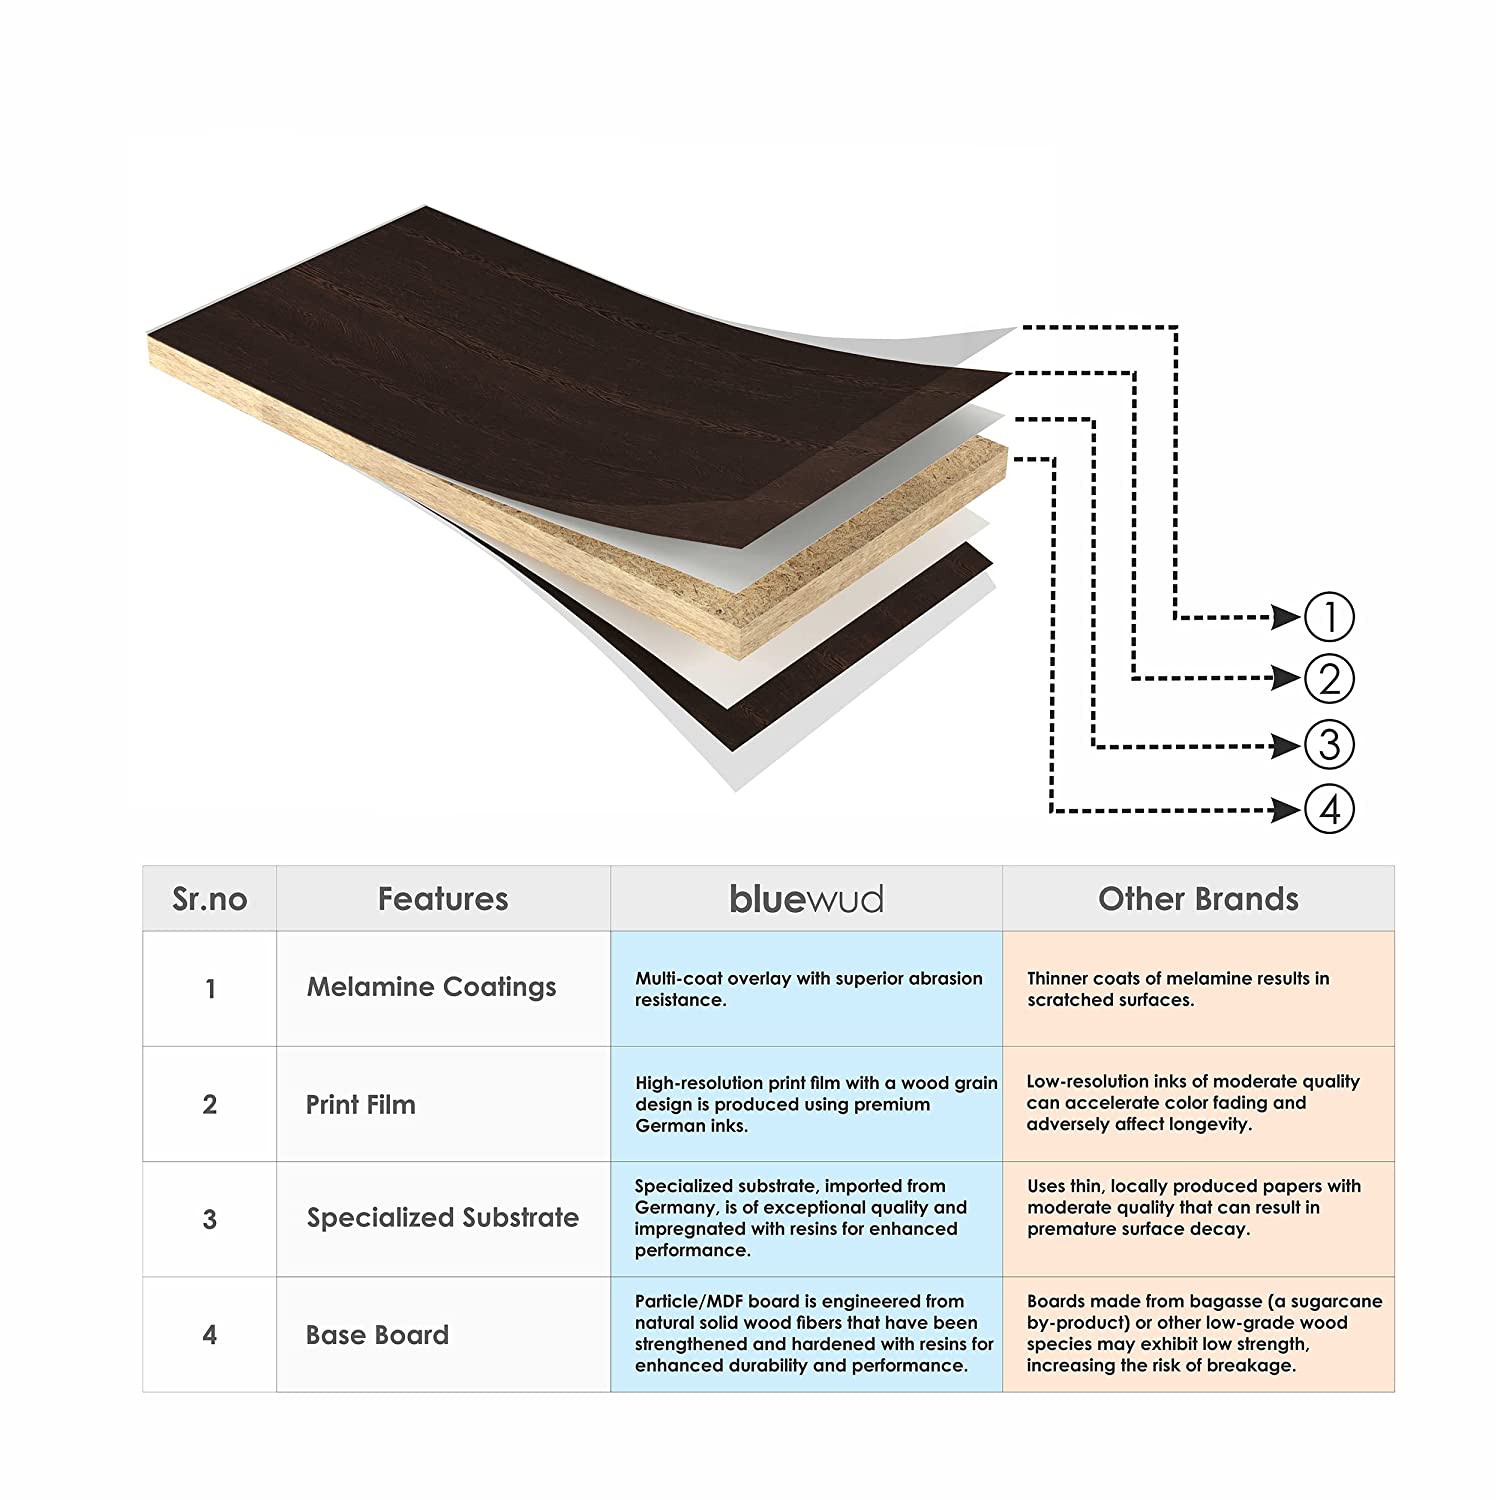 1
2
3
4
Sr.no Features bluewud Other Brands
1
Melamine Coatings
Multi-coat overlay with superior abrasion
resistance.
Thinner coats of melamine results in
scratched surfaces.
2
Print Film
High-resolution print film with a wood grain
design is produced using premium
German inks.
Low-resolution inks of moderate quality
can accelerate color fading and
adversely affect longevity.
3
Specialized Substrate
Specialized substrate, imported from
Germany, is of exceptional quality and
impregnated with resins for enhanced
performance.
Uses thin, locally produced papers with
moderate quality that can result in
premature surface decay.
4
Base Board
Particle/MDF board is engineered from
natural solid wood fibers that have been
strengthened and hardened with resins for
enhanced durability and performance.
Boards made from bagasse (a sugarcane
by-product) or other low-grade wood
species may exhibit low strength,
increasing the risk of breakage.